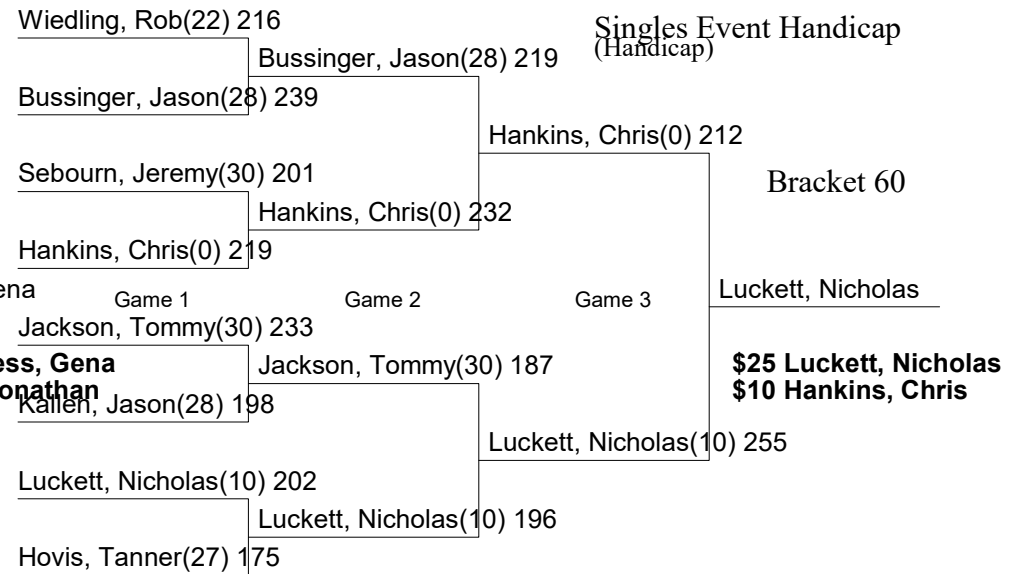 Wiedling, Rob(22) 216
Singles Event Handicap
(Handicap)
Bussinger, Jason(28) 219
Bussinger, Jason(28) 239
Hankins, Chris(0) 212
Sebourn, Jeremy(30) 201
Bracket 60
Hankins, Chris(0) 232
Hankins, Chris(0) 219
ena
Game 1
Game 2
Game 3
Luckett, Nicholas
Jackson, Tommy(30) 233
ess, Gena
Jackson, Tommy(30) 187
$25 Luckett, Nicholas
onathan
$10 Hankins, Chris
Kallen, Jason(28) 198
Luckett, Nicholas(10) 255
Luckett, Nicholas(10) 202
Luckett, Nicholas(10) 196
Hovis, Tanner(27) 175